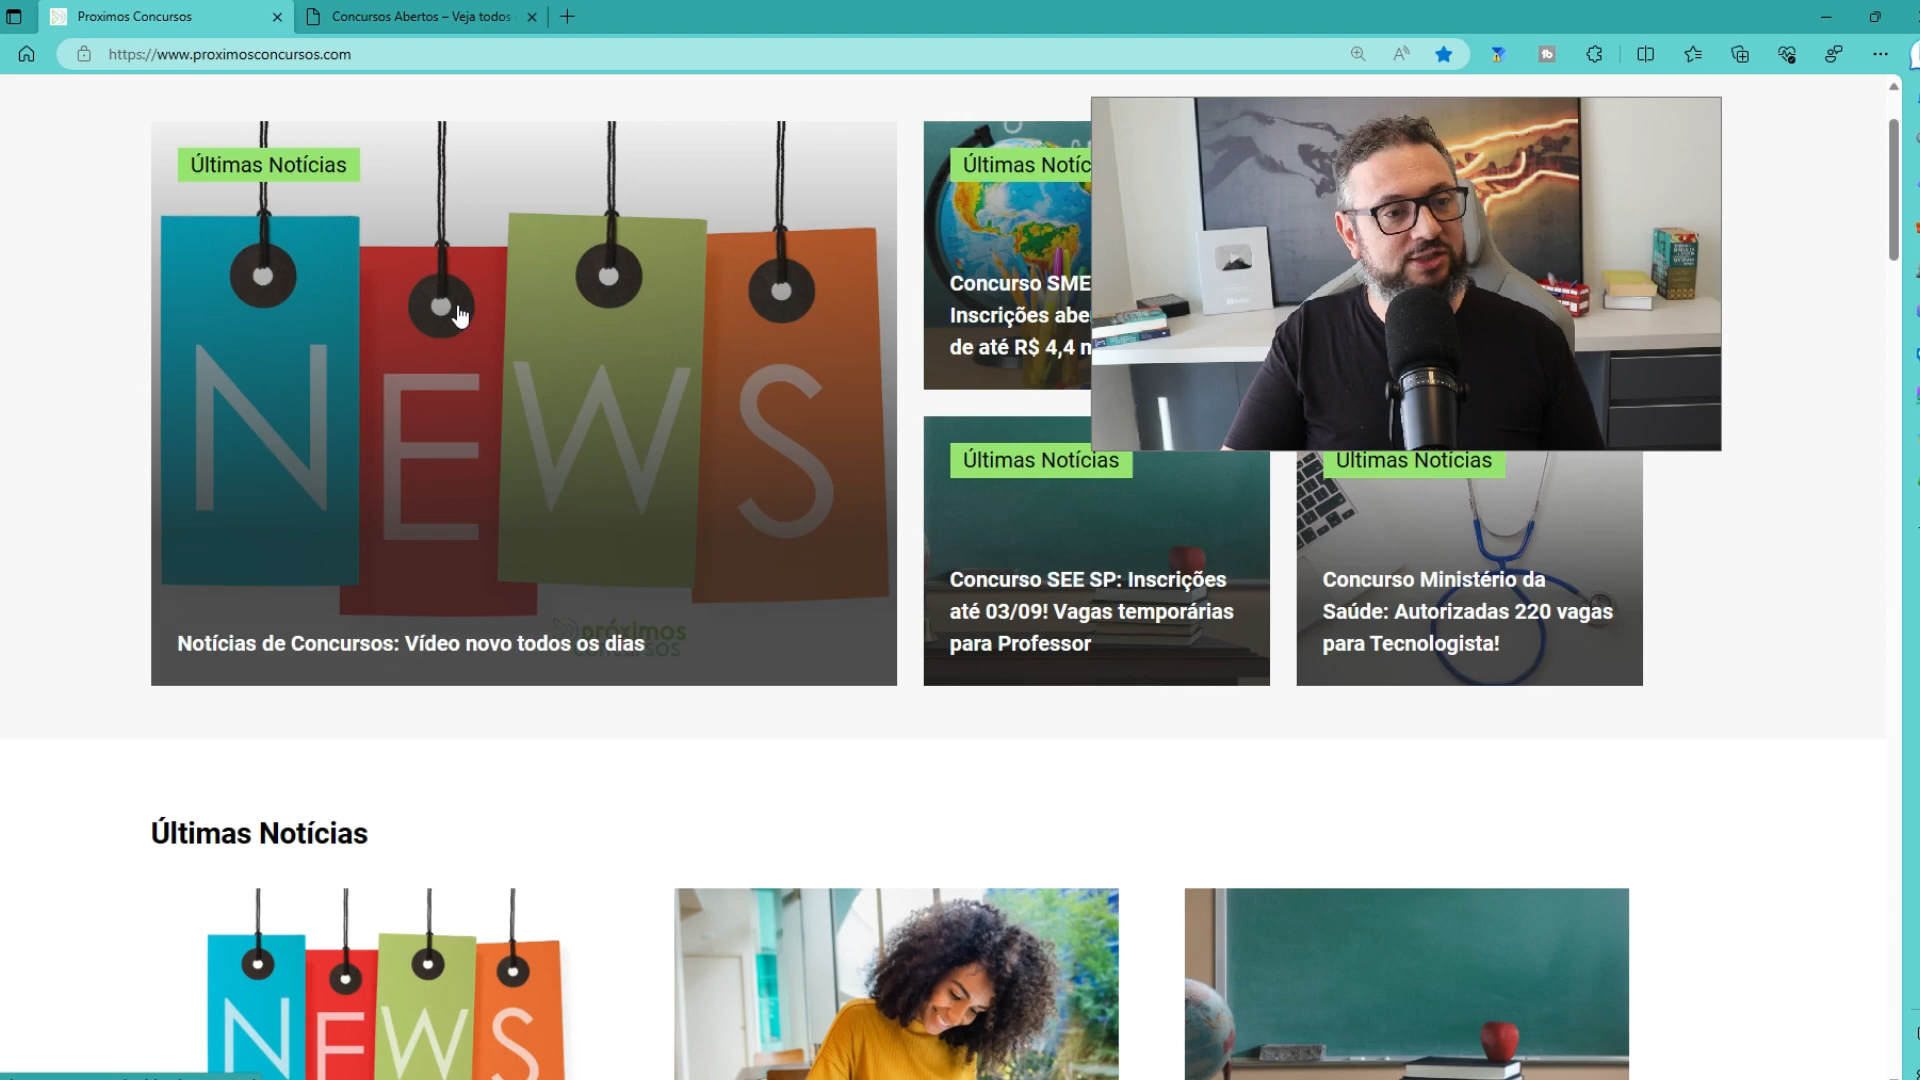 Proximos Concursos
Concursos Abertos – Veja todos
https://www.proximosconcursos.com
Últimas Notícias
NEWS
próximos
concursos
Notícias de Concursos: Vídeo novo todos os dias
Últimas Notíc
Concurso SME
Inscrições abe
de até R$ 4,4 m
Últimas Notícias
Concurso SEE SP: Inscrições
até 03/09! Vagas temporárias
para Professor
Últimas Notícias
Concurso Ministério da
Saúde: Autorizadas 220 vagas
para Tecnologista!
Últimas Notícias
NEWS